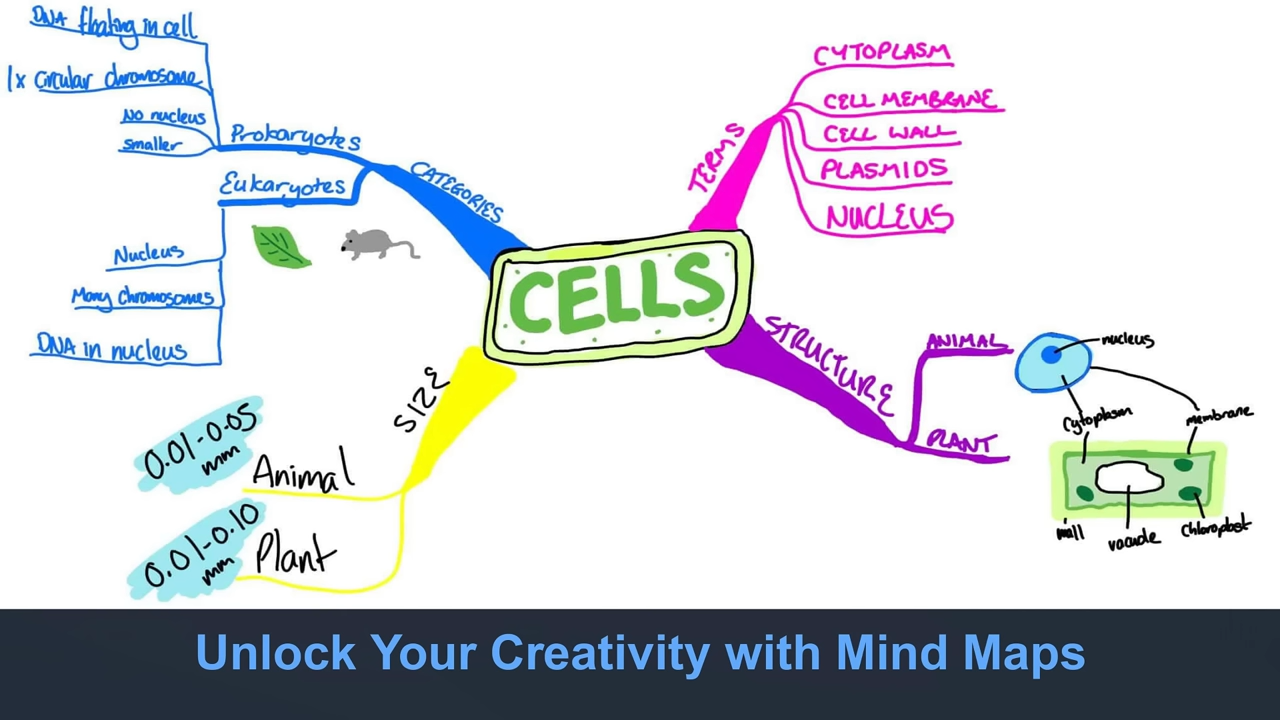 CELLS
CATEGORIES
Prokaryotes
DNA floating in cell
1x circular chromosome
No nucleus
smaller
Eukaryotes
Nucleus
Many chromosomes
DNA in nucleus
TERMS
CYTOPLASM
CELL MEMBRANE
CELL WALL
PLASMIDS
NUCLEUS
STRUCTURE
ANIMAL
nucleus
cytoplasm
membrane
PLANT
vacuole
chloroplast
SIZE
Animal
0.01-0.05
mm
Plant
0.01-0.10
mm
Unlock Your Creativity with Mind Maps